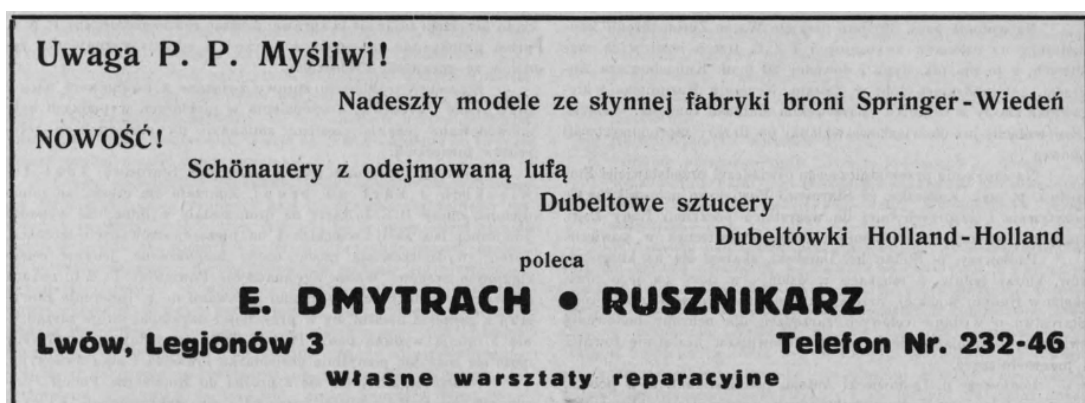 Uwaga P. P. Myśliwi!
Nadeszły modele ze słynnej fabryki broni Springer-Wiedeń
NOWOŚĆ!
Schönauery z odejmowaną lufą
Dubeltowe sztucery
Dubeltówki Holland-Holland
poleca
E. DMYTRACH • RUSZNIKARZ
Lwów, Legjonów 3
Telefon Nr. 232-46
Własne warsztaty reparacyjne